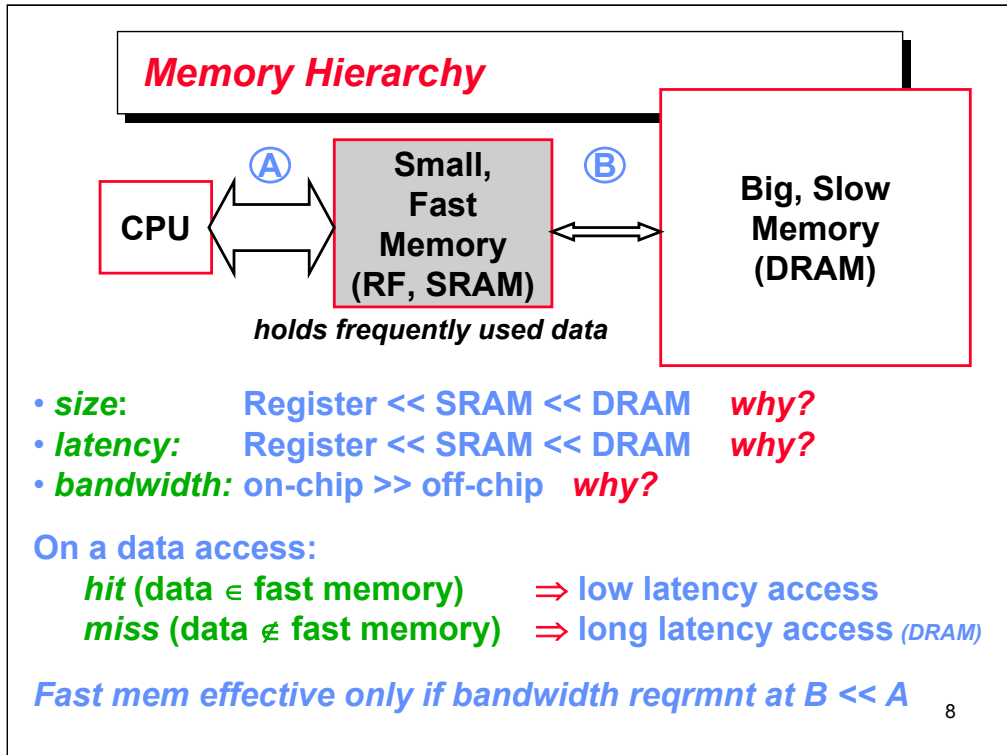 Memory Hierarchy
A
B
CPU
Small,
Fast
Memory
(RF, SRAM)
Big, Slow
Memory
(DRAM)
holds frequently used data
• size: Register << SRAM << DRAM why?
• latency: Register << SRAM << DRAM why?
• bandwidth: on-chip >> off-chip why?
On a data access:
hit (data ∈ fast memory) ⇒ low latency access
miss (data ∉ fast memory) ⇒ long latency access (DRAM)
Fast mem effective only if bandwidth reqrmnt at B << A
8